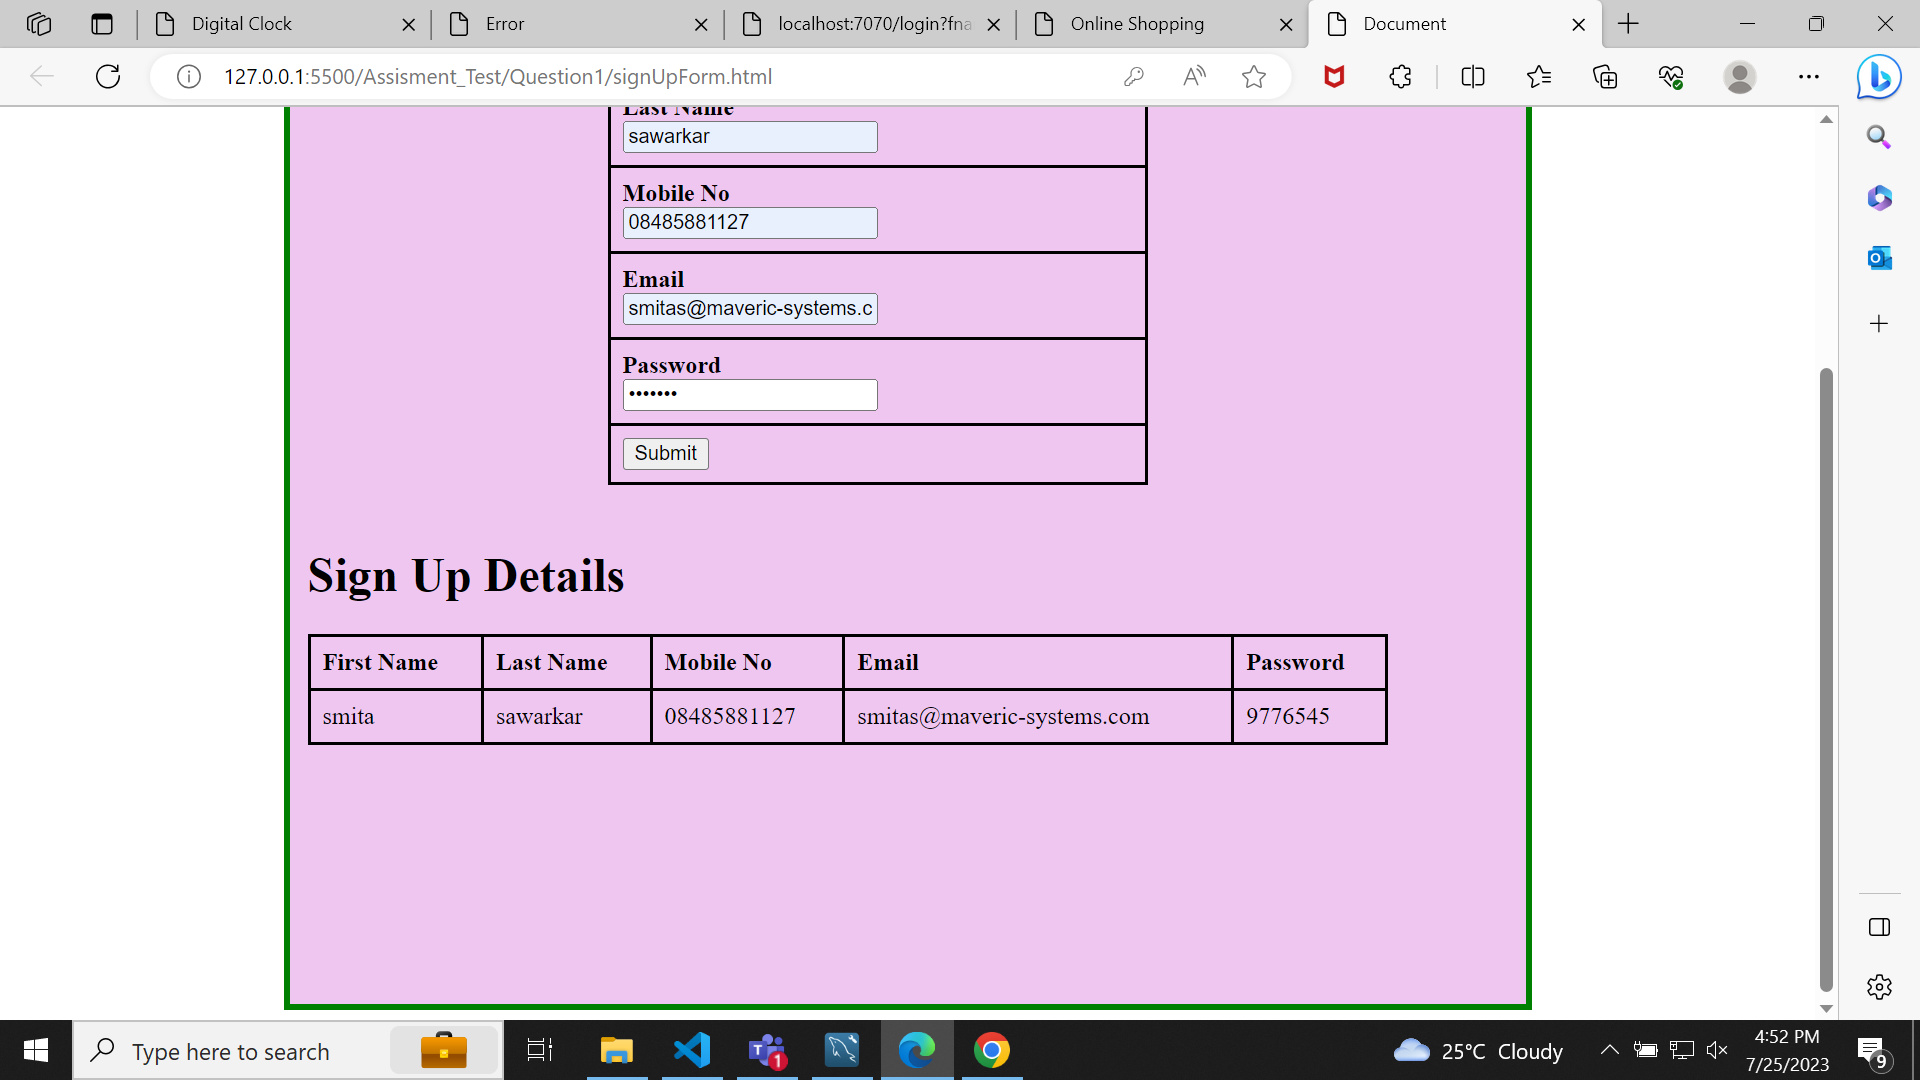 Digital Clock
Error
localhost:7070/login?fna
Online Shopping
Document
127.0.0.1:5500/Assisment_Test/Question1/signUpForm.html
Last Name
sawarkar
Mobile No
08485881127
Email
smitas@maveric-systems.c
Password
•••••••
Submit
Sign Up Details
First Name Last Name Mobile No Email Password
smita sawarkar 08485881127 smitas@maveric-systems.com 9776545
Type here to search
1
25°C Cloudy
4:52 PM
7/25/2023
9